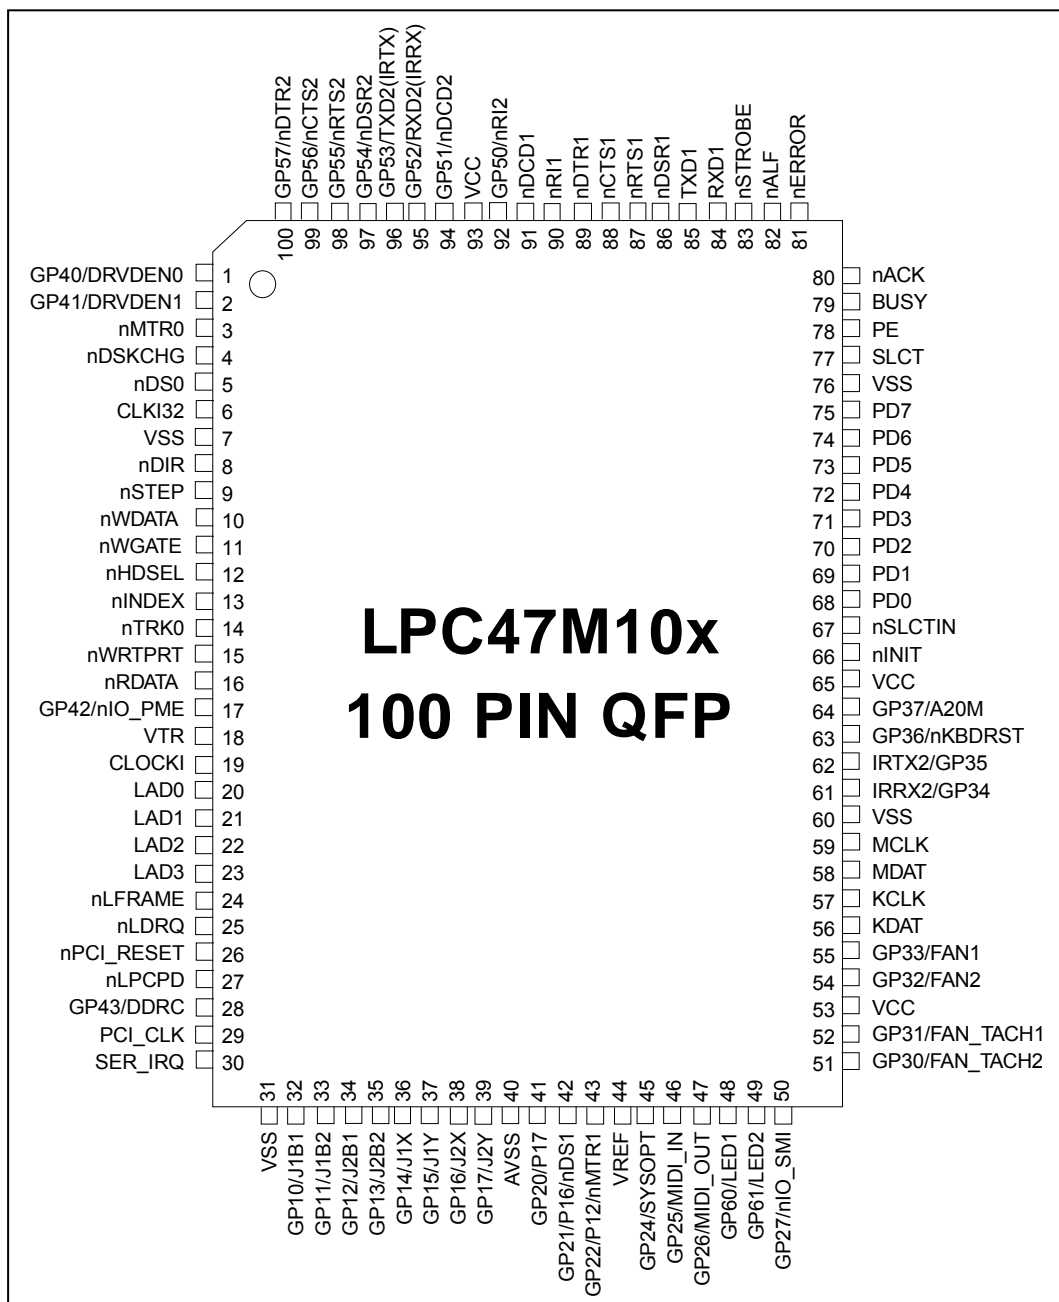 GP57/nDTR2
GP56/nCTS2
GP55/nRTS2
GP54/nDSR2
GP53/TXD2(IRTX)
GP52/RXD2(IRRX)
GP51/nDCD2
VCC
GP50/nRI2
nDCD1
nRI1
nDTR1
nCTS1
nRTS1
nDSR1
TXD1
RXD1
nSTROBE
nALF
nERROR
100
99
98
97
96
95
94
93
92
91
90
89
88
87
86
85
84
83
82
81
GP40/DRVDEN0 1
GP41/DRVDEN1 2
nMTR0 3
nDSKCHG 4
nDS0 5
CLKI32 6
VSS 7
nDIR 8
nSTEP 9
nWDATA 10
nWGATE 11
nHDSEL 12
nINDEX 13
nTRK0 14
nWRTPRT 15
nRDATA 16
GP42/nIO_PME 17
VTR 18
CLOCKI 19
LAD0 20
LAD1 21
LAD2 22
LAD3 23
nLFRAME 24
nLDRQ 25
nPCI_RESET 26
nLPCPD 27
GP43/DDRC 28
PCI_CLK 29
SER_IRQ 30
LPC47M10x
100 PIN QFP
80 nACK
79 BUSY
78 PE
77 SLCT
76 VSS
75 PD7
74 PD6
73 PD5
72 PD4
71 PD3
70 PD2
69 PD1
68 PD0
67 nSLCTIN
66 nINIT
65 VCC
64 GP37/A20M
63 GP36/nKBDRST
62 IRTX2/GP35
61 IRRX2/GP34
60 VSS
59 MCLK
58 MDAT
57 KCLK
56 KDAT
55 GP33/FAN1
54 GP32/FAN2
53 VCC
52 GP31/FAN_TACH1
51 GP30/FAN_TACH2
31
32
33
34
35
36
37
38
39
40
41
42
43
44
45
46
47
48
49
50
VSS
GP10/J1B1
GP11/J1B2
GP12/J2B1
GP13/J2B2
GP14/J1X
GP15/J1Y
GP16/J2X
GP17/J2Y
AVSS
GP20/P17
GP21/P16/nDS1
GP22/P12/nMTR1
VREF
GP24/SYSOPT
GP25/MIDI_IN
GP26/MIDI_OUT
GP60/LED1
GP61/LED2
GP27/nIO_SMI